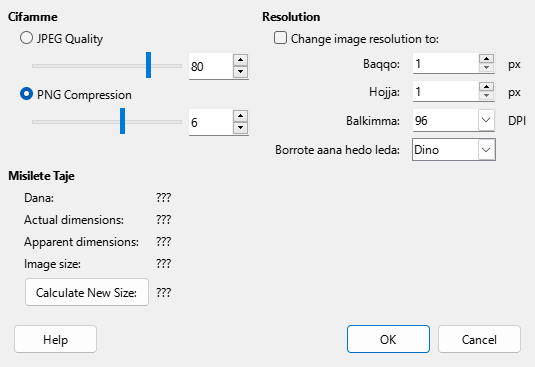 Cifamme
JPEG Quality
80
PNG Compression
6
Resolution
Change image resolution to:
Baqqo: 1 px
Hojja: 1 px
Balkimma: 96 DPI
Borrote aana hedo leda: Dino
Misilete Taje
Dana: ???
Actual dimensions: ???
Apparent dimensions: ???
Image size: ???
Calculate New Size: ???
Help
OK
Cancel